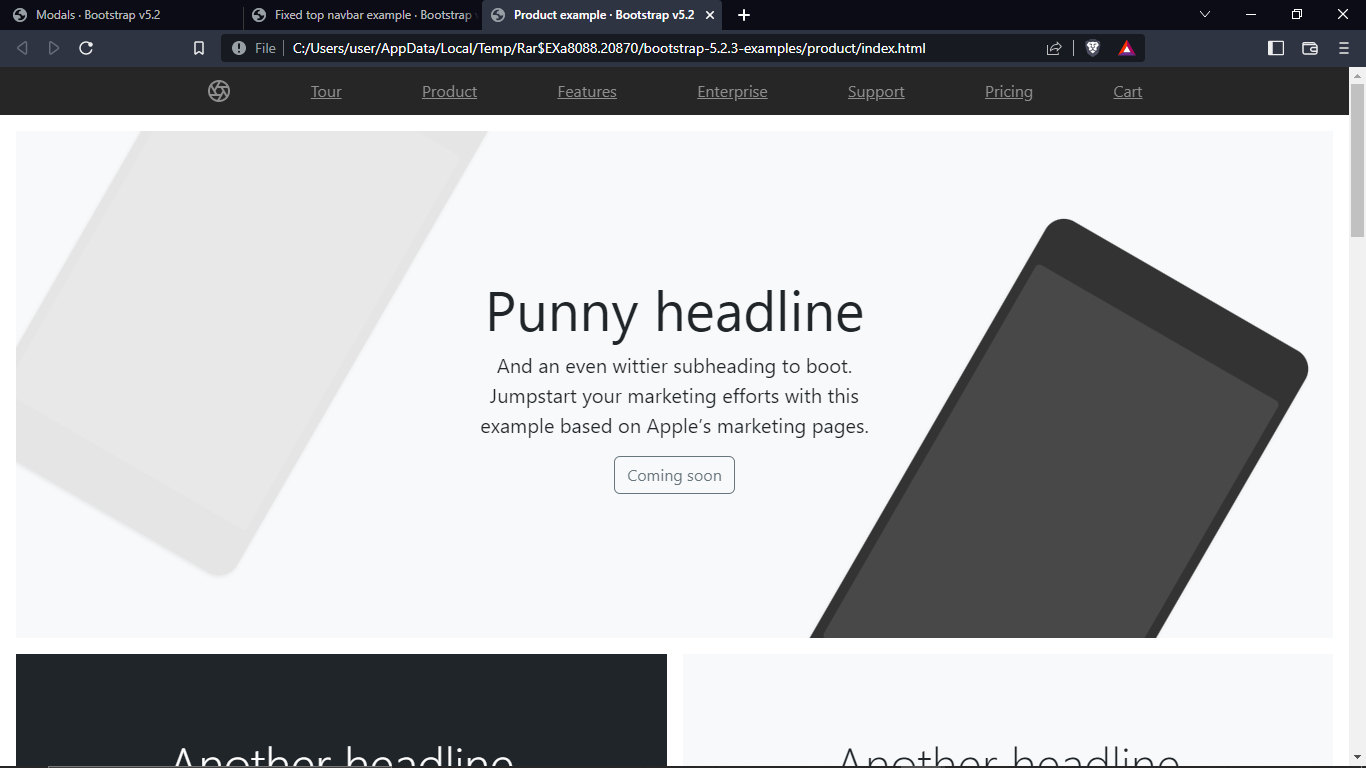 Modals · Bootstrap v5.2
Fixed top navbar example · Bootstrap
Product example · Bootstrap v5.2
File
C:/Users/user/AppData/Local/Temp/Rar$EXa8088.20870/bootstrap-5.2.3-examples/product/index.html
Tour Product Features Enterprise Support Pricing Cart
Punny headline
And an even wittier subheading to boot.
Jumpstart your marketing efforts with this
example based on Apple’s marketing pages.
Coming soon
Another headline
Another headline